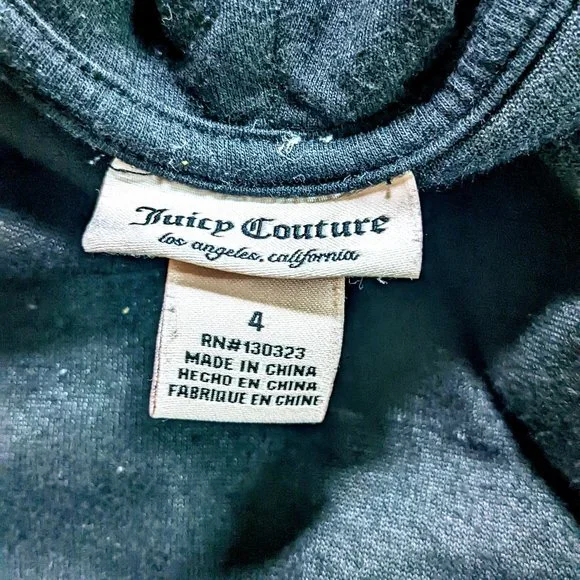 Juicy Couture
los angeles, california
4
RN#130323
MADE IN CHINA
HECHO EN CHINA
FABRIQUE EN CHINE